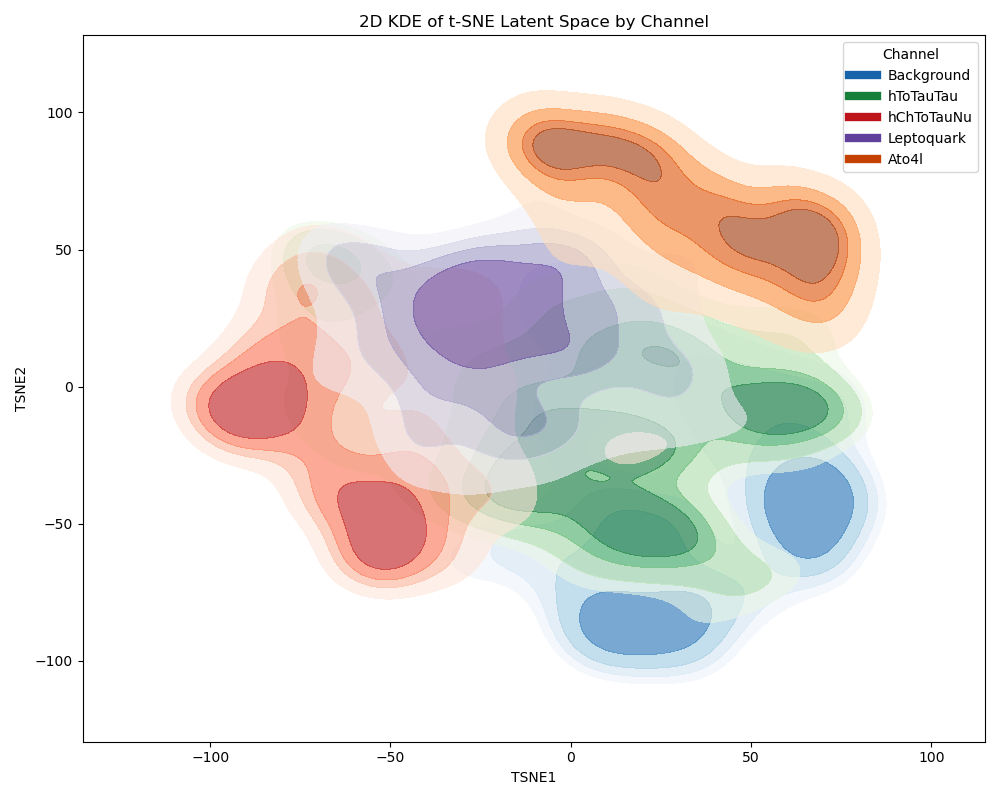 2D KDE of t-SNE Latent Space by Channel
Channel
Background
hToTauTau
hChToTauNu
Leptoquark
Ato4l
100
50
0
−50
−100
TSNE2
−100
−50
0
50
100
TSNE1